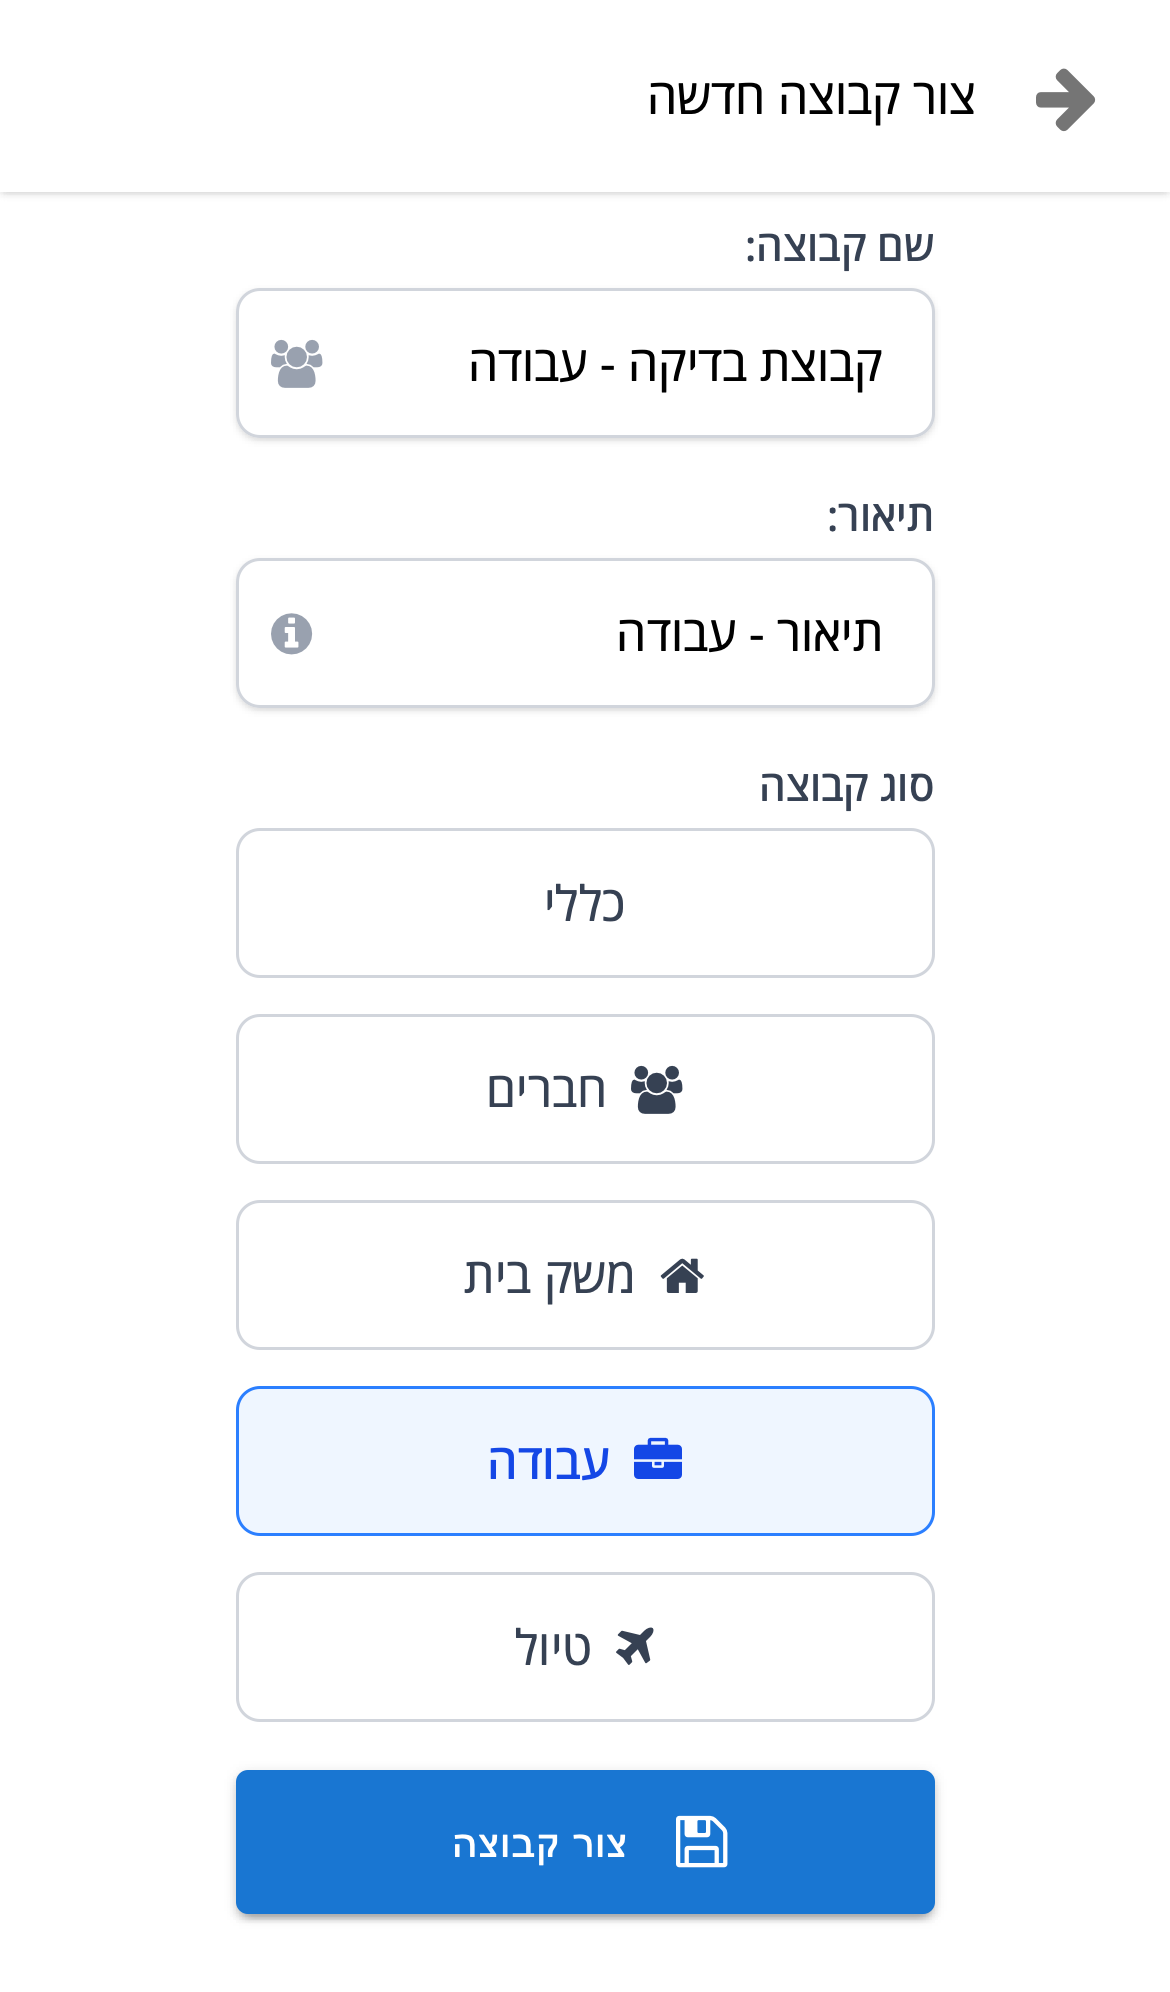 צור קבוצה חדשה
שם קבוצה:
קבוצת בדיקה - עבודה
תיאור:
תיאור - עבודה
סוג קבוצה
כללי
חברים
משק בית
עבודה
טיול
צור קבוצה